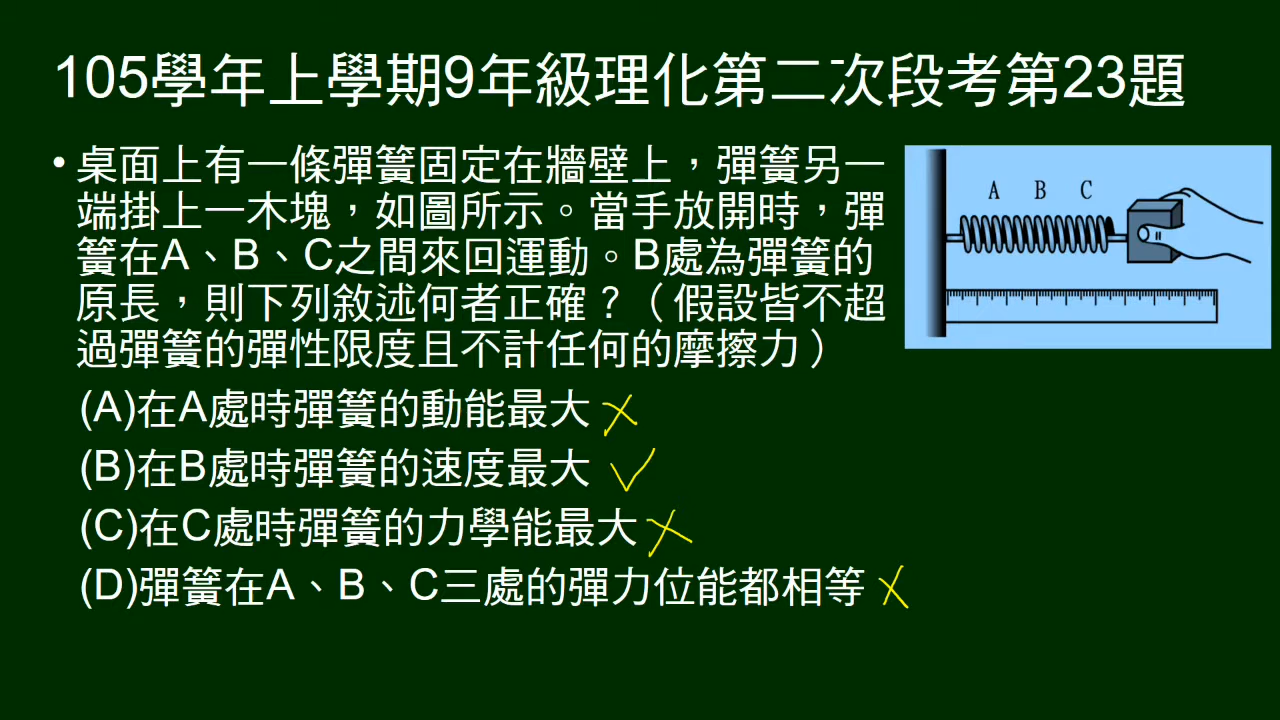 105學年上學期9年級理化第二次段考第23題
•桌面上有一條彈簧固定在牆壁上，彈簧另一
端掛上一木塊，如圖所示。當手放開時，彈
簧在A、B、C之間來回運動。B處為彈簧的
原長，則下列敘述何者正確？（假設皆不超
過彈簧的彈性限度且不計任何的摩擦力）
A B C
(A)在A處時彈簧的動能最大
(B)在B處時彈簧的速度最大
(C)在C處時彈簧的力學能最大
(D)彈簧在A、B、C三處的彈力位能都相等